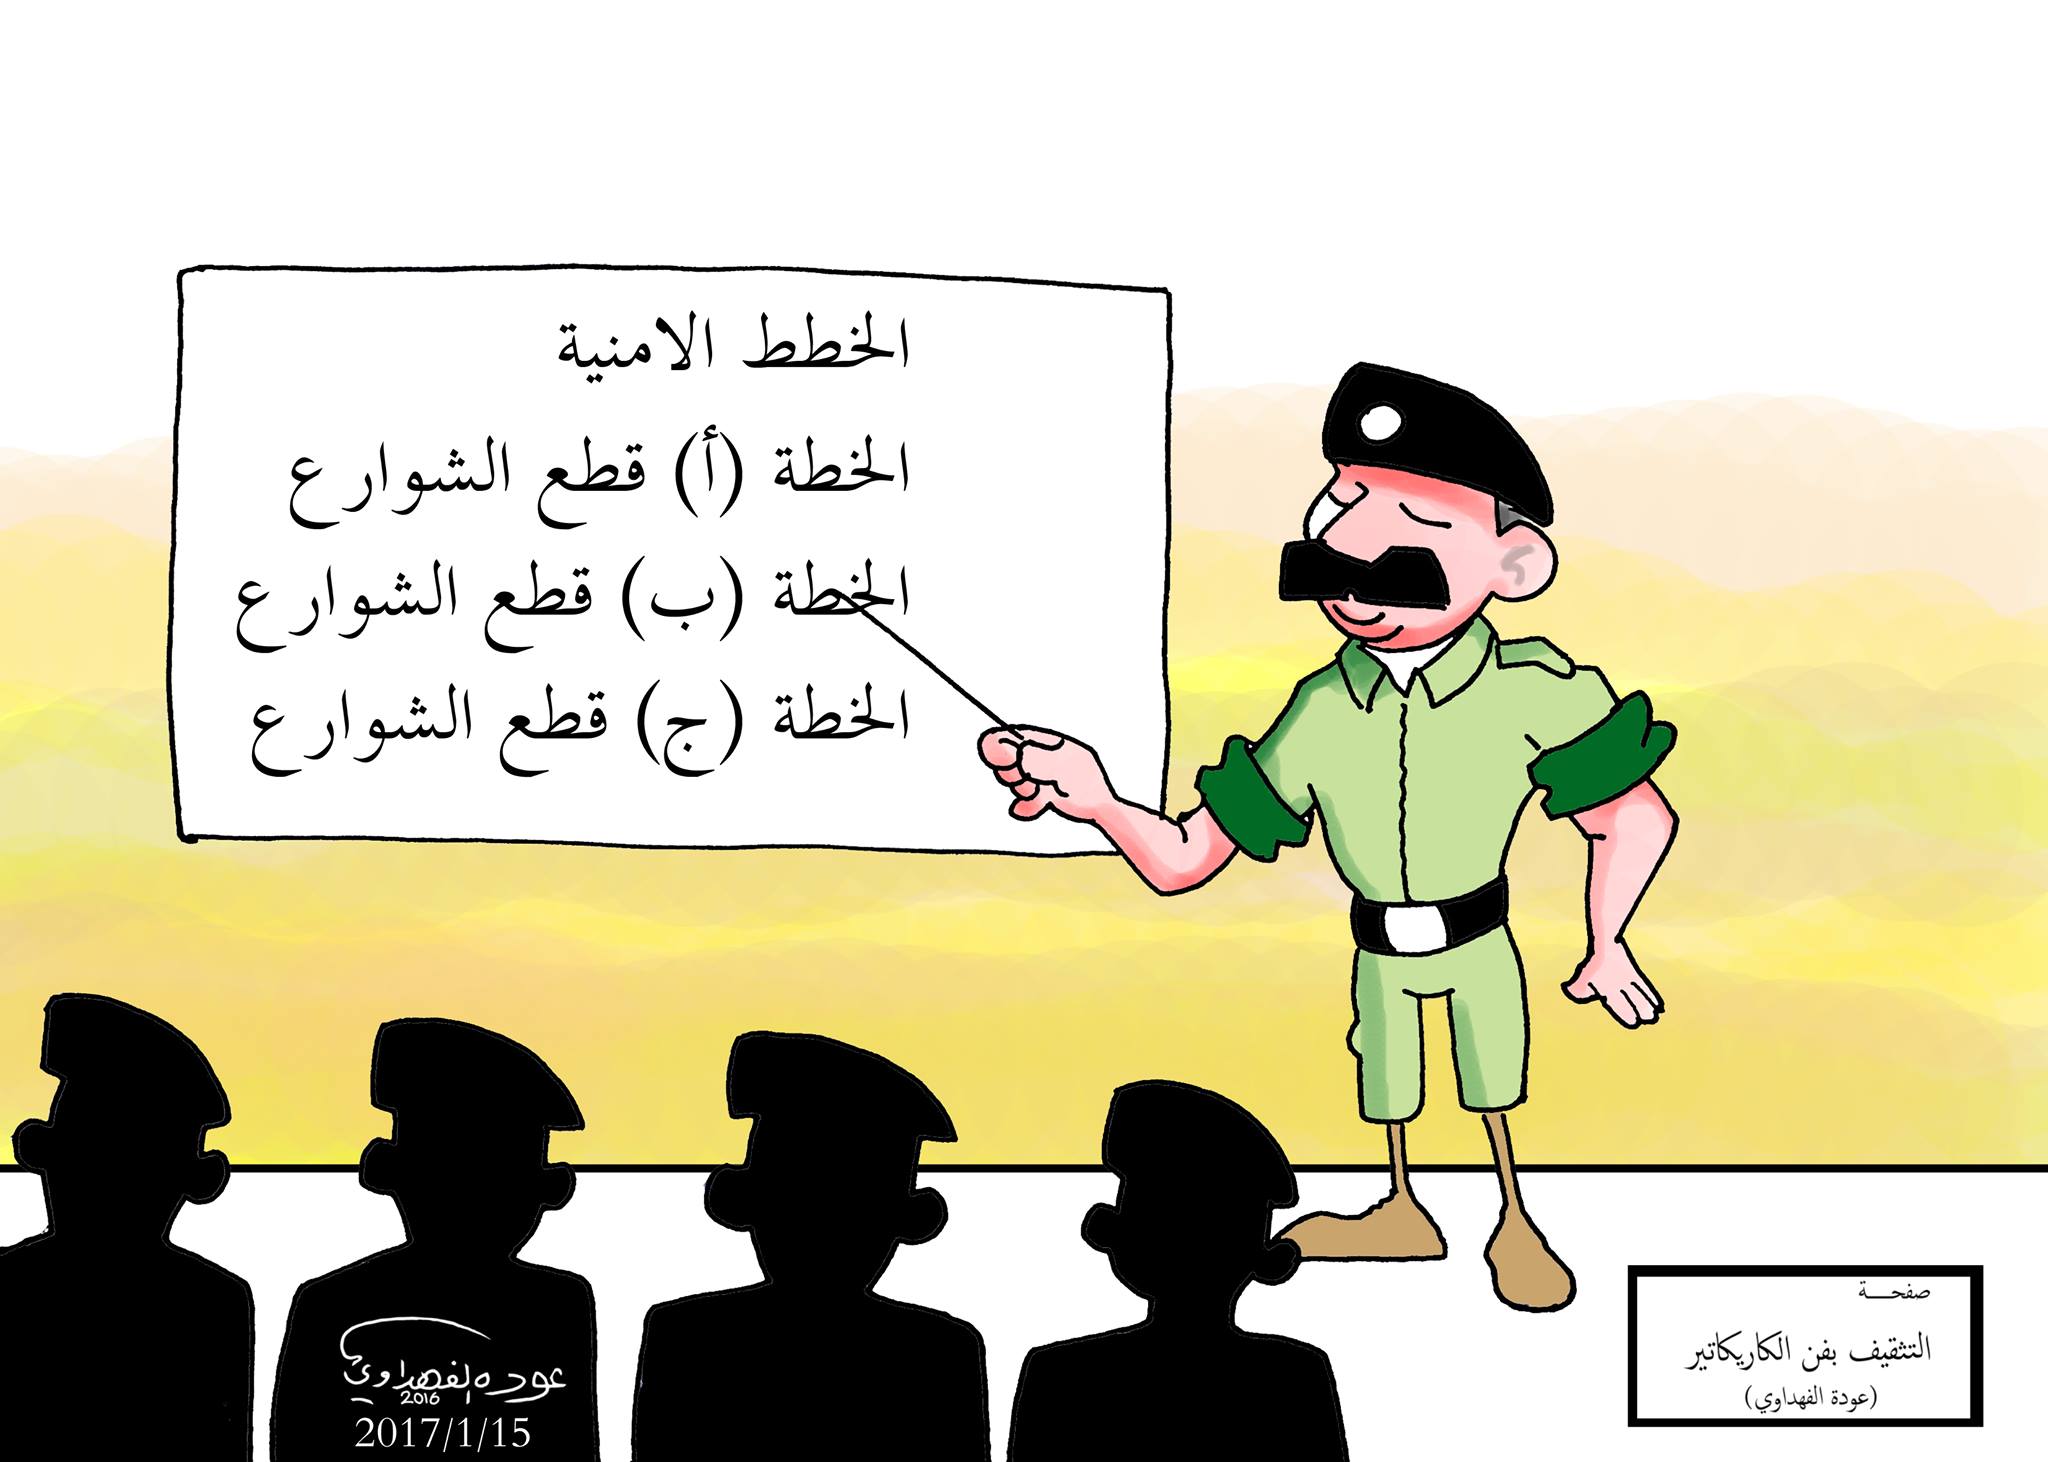 الخطط الامنية
الخطة (أ) قطع الشوارع
الخطة (ب) قطع الشوارع
الخطة (ج) قطع الشوارع
صفحـــة
التثقيف بفن الكاريكاتير
(عودة الفهداوي)
عوده الفهداوي
2016
2017/1/15